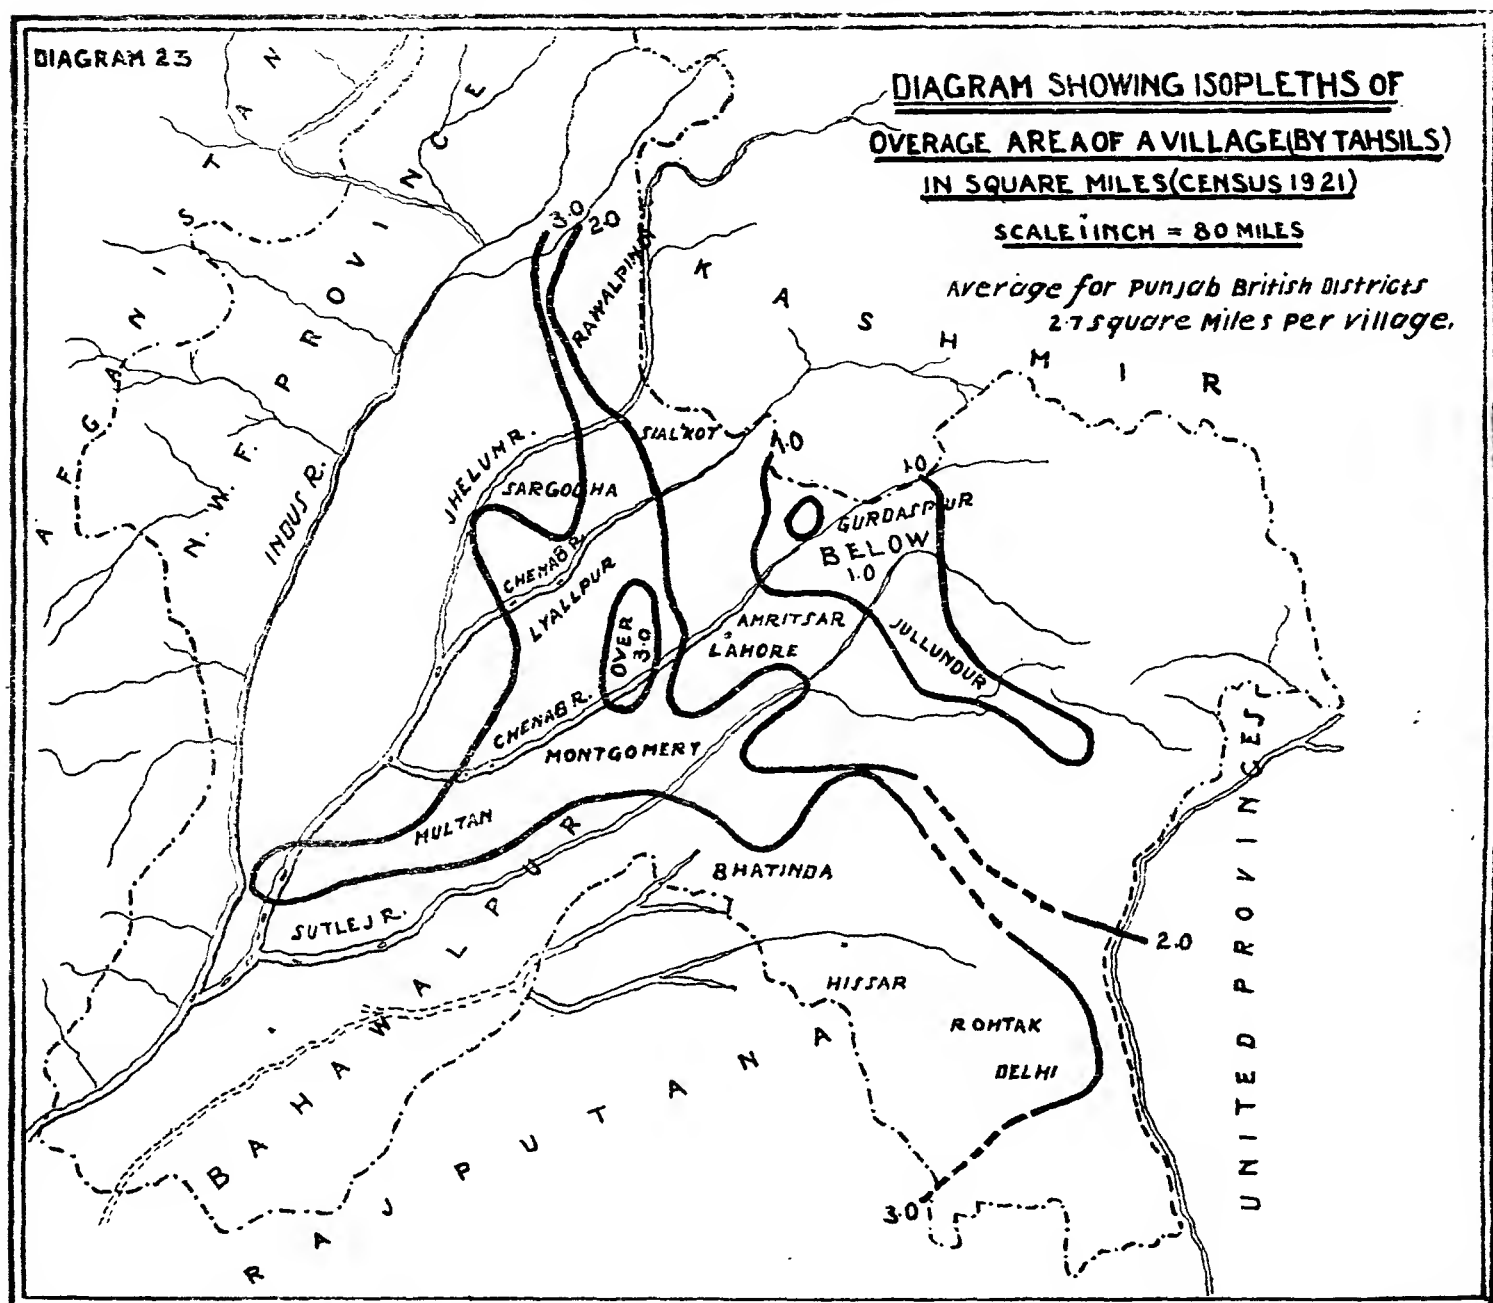 DIAGRAM 23
DIAGRAM SHOWING ISOPLETHS OF
OVERAGE AREA OF A VILLAGE (BY TAHSILS)
IN SQUARE MILES (CENSUS 1921)
SCALE 1 INCH = 80 MILES
Average for Punjab British Districts
2.7 square Miles per village.
AFGANISTAN
N. W. F. PROVINCE
KASHMIR
3.0
2.0
RAWALPINDI
INDUS R.
JHELUM R.
SIALKOT
1.0
1.0
SARGODHA
GURDASPUR
BELOW
1.0
CHENAB R.
LYALLPUR
OVER
3.0
AMRITSAR
LAHORE
JULLUNDUR
CHENAB R.
MONTGOMERY
MULTAN
BHATINDA
SUTLEJ R.
BAHAWALPUR
2.0
HISSAR
ROHTAK
DELHI
3.0
RAJPUTANA
UNITED PROVINCES